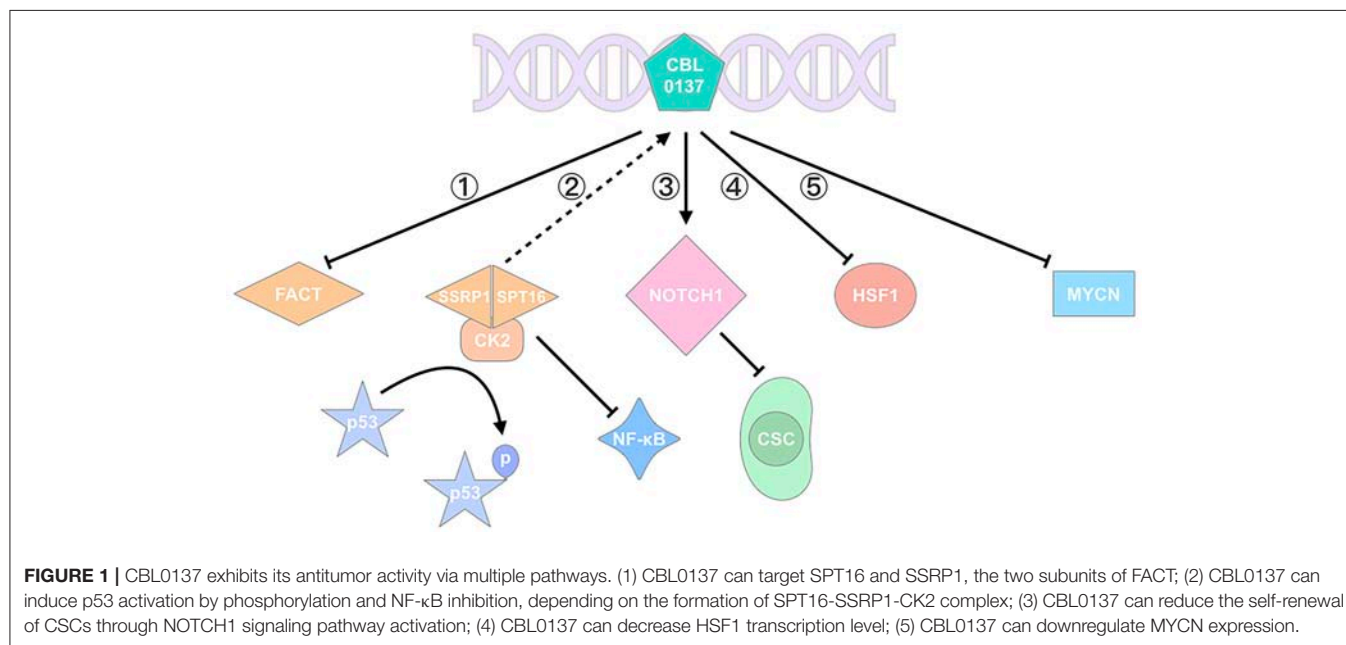 CBL
0137
① ② ③ ④ ⑤
FACT SSRP1 SPT16 NOTCH1 HSF1 MYCN
CK2
p53 NF-κB CSC
p
p53
FIGURE 1 | CBL0137 exhibits its antitumor activity via multiple pathways. (1) CBL0137 can target SPT16 and SSRP1, the two subunits of FACT; (2) CBL0137 can
induce p53 activation by phosphorylation and NF-κB inhibition, depending on the formation of SPT16-SSRP1-CK2 complex; (3) CBL0137 can reduce the self-renewal
of CSCs through NOTCH1 signaling pathway activation; (4) CBL0137 can decrease HSF1 transcription level; (5) CBL0137 can downregulate MYCN expression.